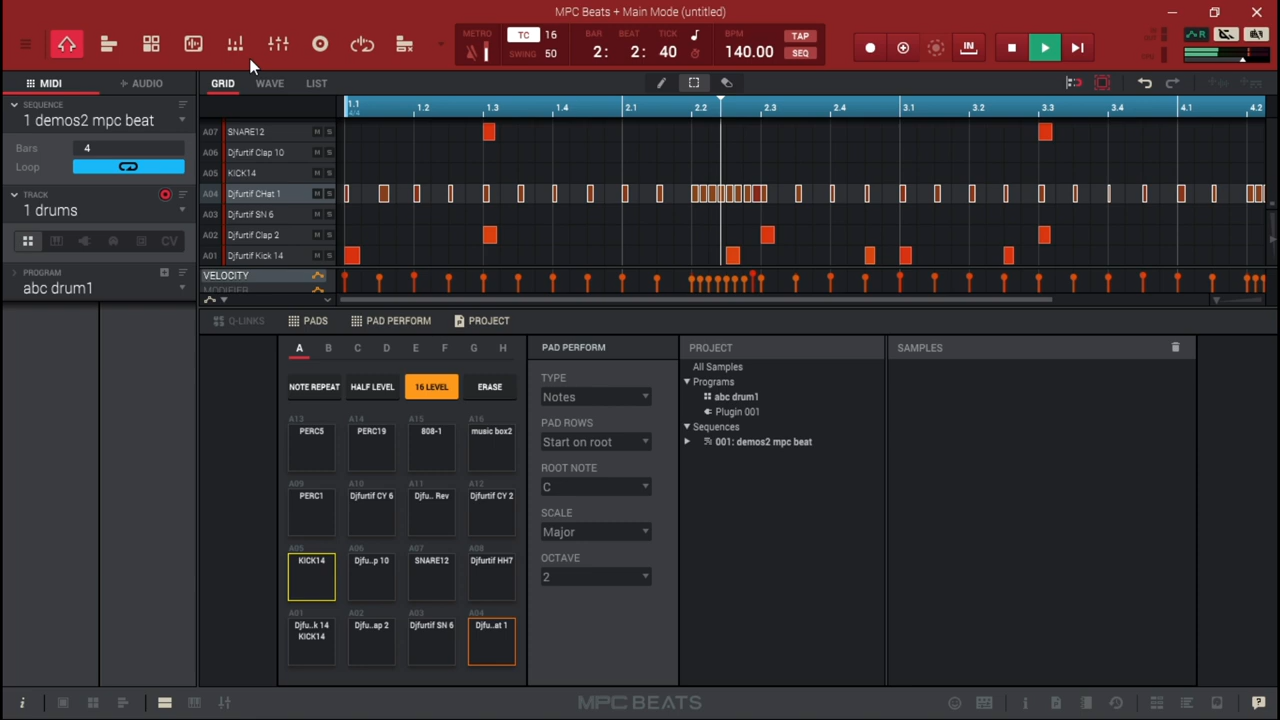 MPC Beats + Main Mode (untitled)
METRO
TC 16
SWING 50
BAR BEAT TICK
2: 2: 40
BPM
140.00
TAP
SEQ
IN
MIDI
AUDIO
GRID WAVE LIST
SEQUENCE
1 demos2 mpc beat
Bars 4
Loop
TRACK
1 drums
CV
PROGRAM
abc drum1
1.1 1.2 1.3 1.4 2.1 2.2 2.3 2.4 3.1 3.2 3.3 3.4 4.1 4.2
4/4
A07 SNARE12 M S
A06 Djfurtif Clap 10 M S
A05 KICK14 M S
A04 Djfurtif CHat 1 M S
A03 Djfurtif SN 6 M S
A02 Djfurtif Clap 2 M S
A01 Djfurtif Kick 14 M S
VELOCITY
MODIFIER
Q-LINKS PADS PAD PERFORM PROJECT
A B C D E F G H
NOTE REPEAT HALF LEVEL 16 LEVEL ERASE
A13 A14 A15 A16
PERC5 PERC19 808-1 music box2
A09 A10 A11 A12
PERC1 Djfurtif CY 6 Djfu.. Rev Djfurtif CY 2
A05 A06 A07 A08
KICK14 Djfu..p 10 SNARE12 Djfurtif HH7
A01 A02 A03 A04
Djfu..k 14 Djfu..ap 2 Djfurtif SN 6 Djfu..at 1
KICK14
PAD PERFORM
TYPE
Notes
PAD ROWS
Start on root
ROOT NOTE
C
SCALE
Major
OCTAVE
2
PROJECT
All Samples
Programs
abc drum1
Plugin 001
Sequences
001: demos2 mpc beat
SAMPLES
MPC BEATS